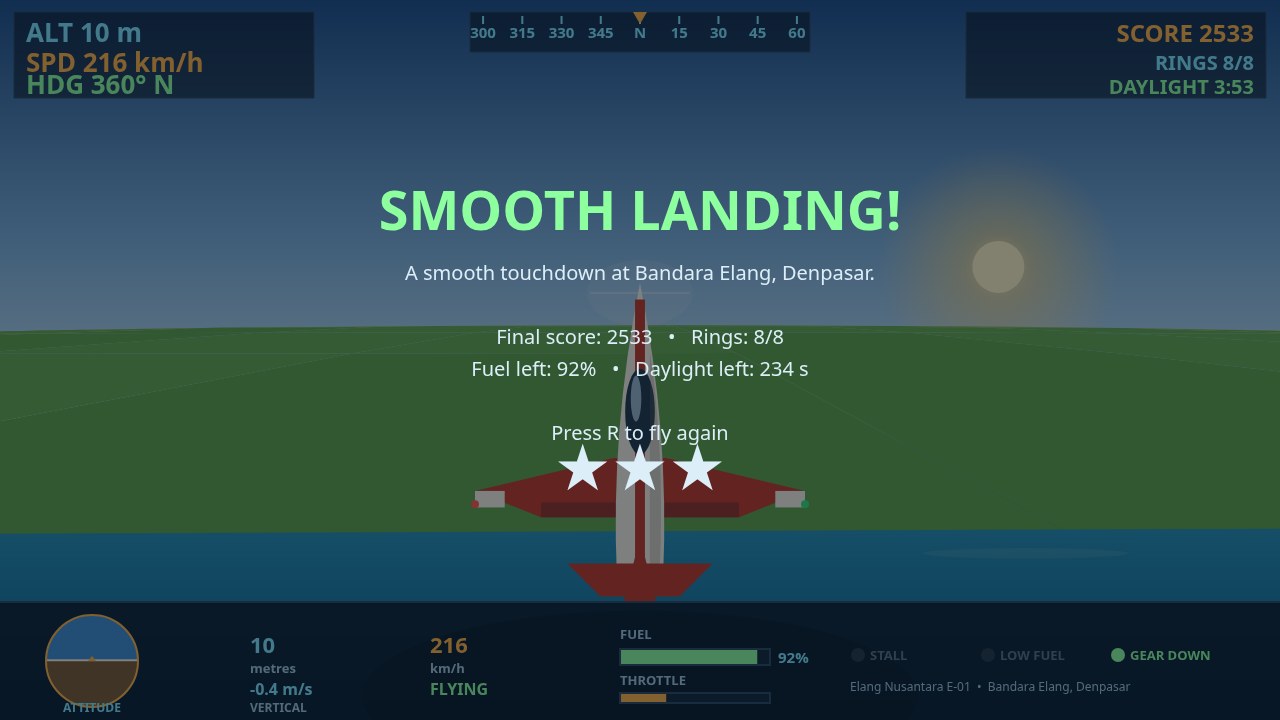 ALT 10 m
SPD 216 km/h
HDG 360° N
300 315 330 345 N 15 30 45 60
SCORE 2533
RINGS 8/8
DAYLIGHT 3:53
SMOOTH LANDING!
A smooth touchdown at Bandara Elang, Denpasar.
Final score: 2533 • Rings: 8/8
Fuel left: 92% • Daylight left: 234 s
Press R to fly again
ATTITUDE
10
metres
-0.4 m/s
VERTICAL
216
km/h
FLYING
FUEL
92%
THROTTLE
STALL LOW FUEL GEAR DOWN
Elang Nusantara E-01 • Bandara Elang, Denpasar